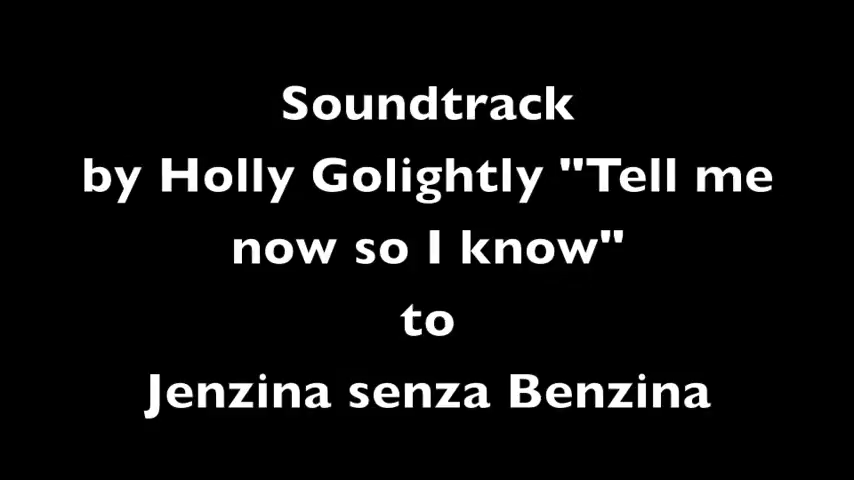 Soundtrack
by Holly Golightly "Tell me
now so I know"
to
Jenzina senza Benzina